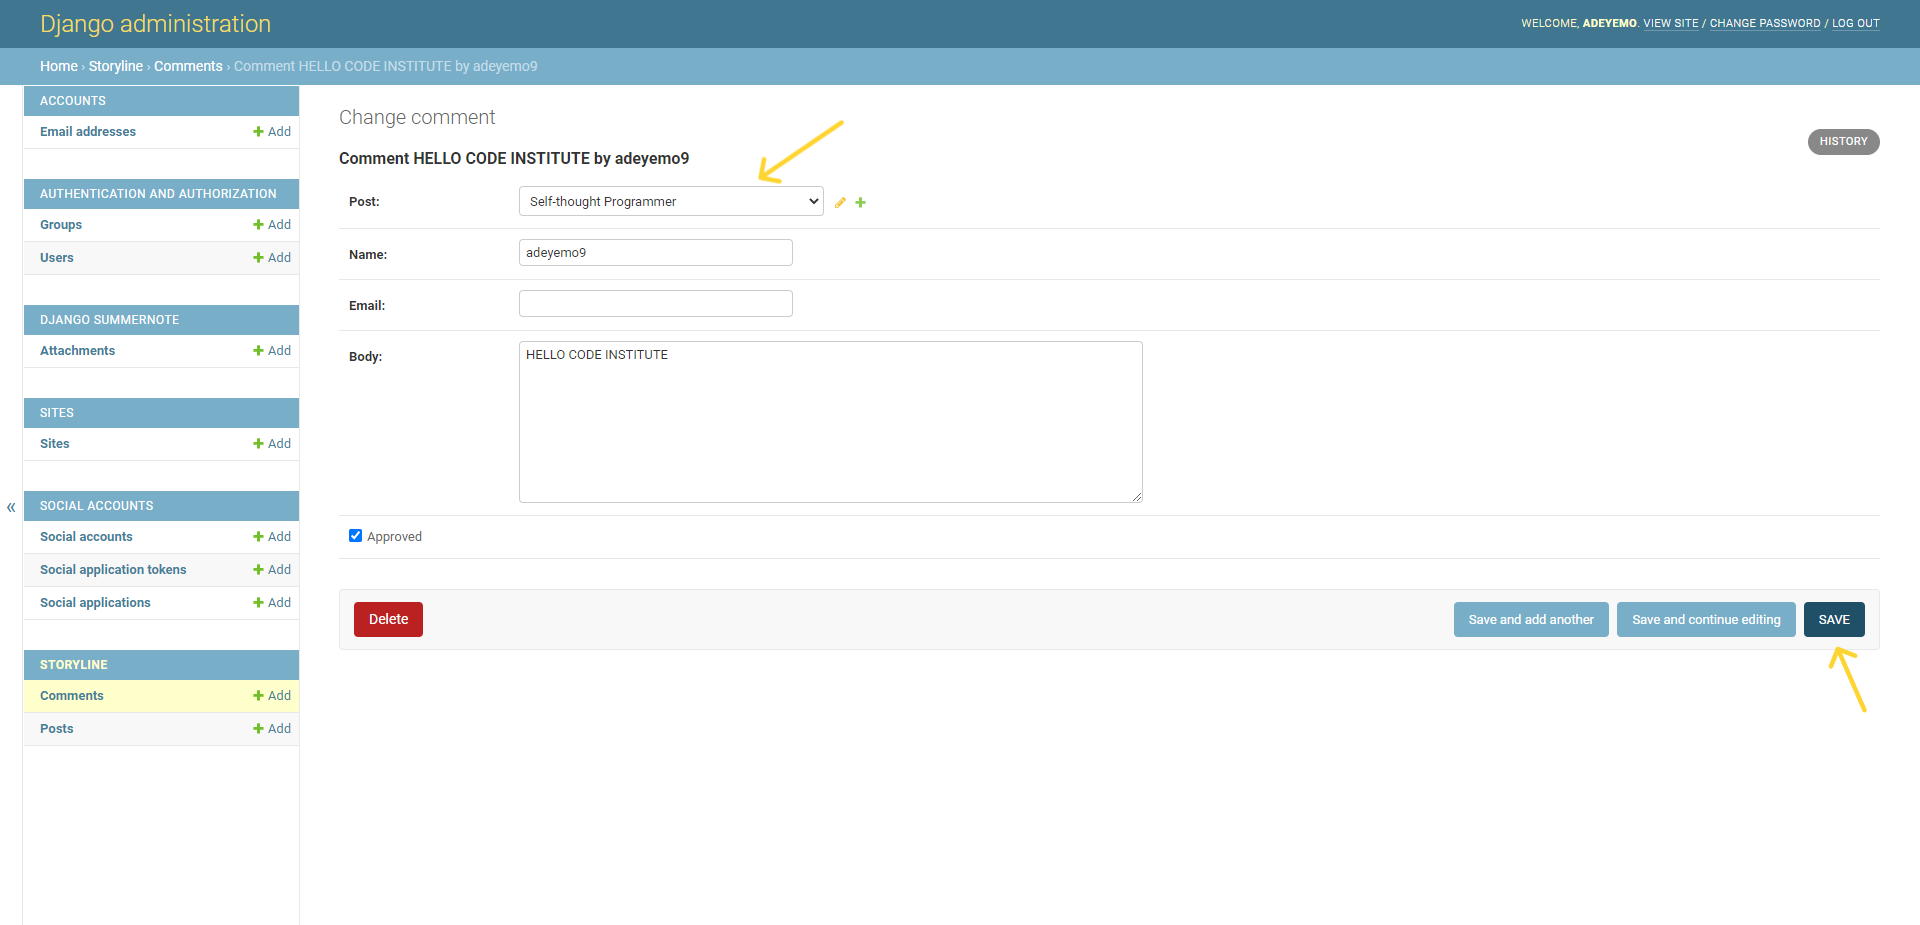 Django administration
WELCOME, ADEYEMO. VIEW SITE / CHANGE PASSWORD / LOG OUT
Home › Storyline › Comments › Comment HELLO CODE INSTITUTE by adeyemo9
ACCOUNTS
Email addresses Add
AUTHENTICATION AND AUTHORIZATION
Groups Add
Users Add
DJANGO SUMMERNOTE
Attachments Add
SITES
Sites Add
«
SOCIAL ACCOUNTS
Social accounts Add
Social application tokens Add
Social applications Add
STORYLINE
Comments Add
Posts Add
Change comment
HISTORY
Comment HELLO CODE INSTITUTE by adeyemo9
Post: Self-thought Programmer
Name: adeyemo9
Email:
Body: HELLO CODE INSTITUTE
Approved
Delete Save and add another Save and continue editing SAVE